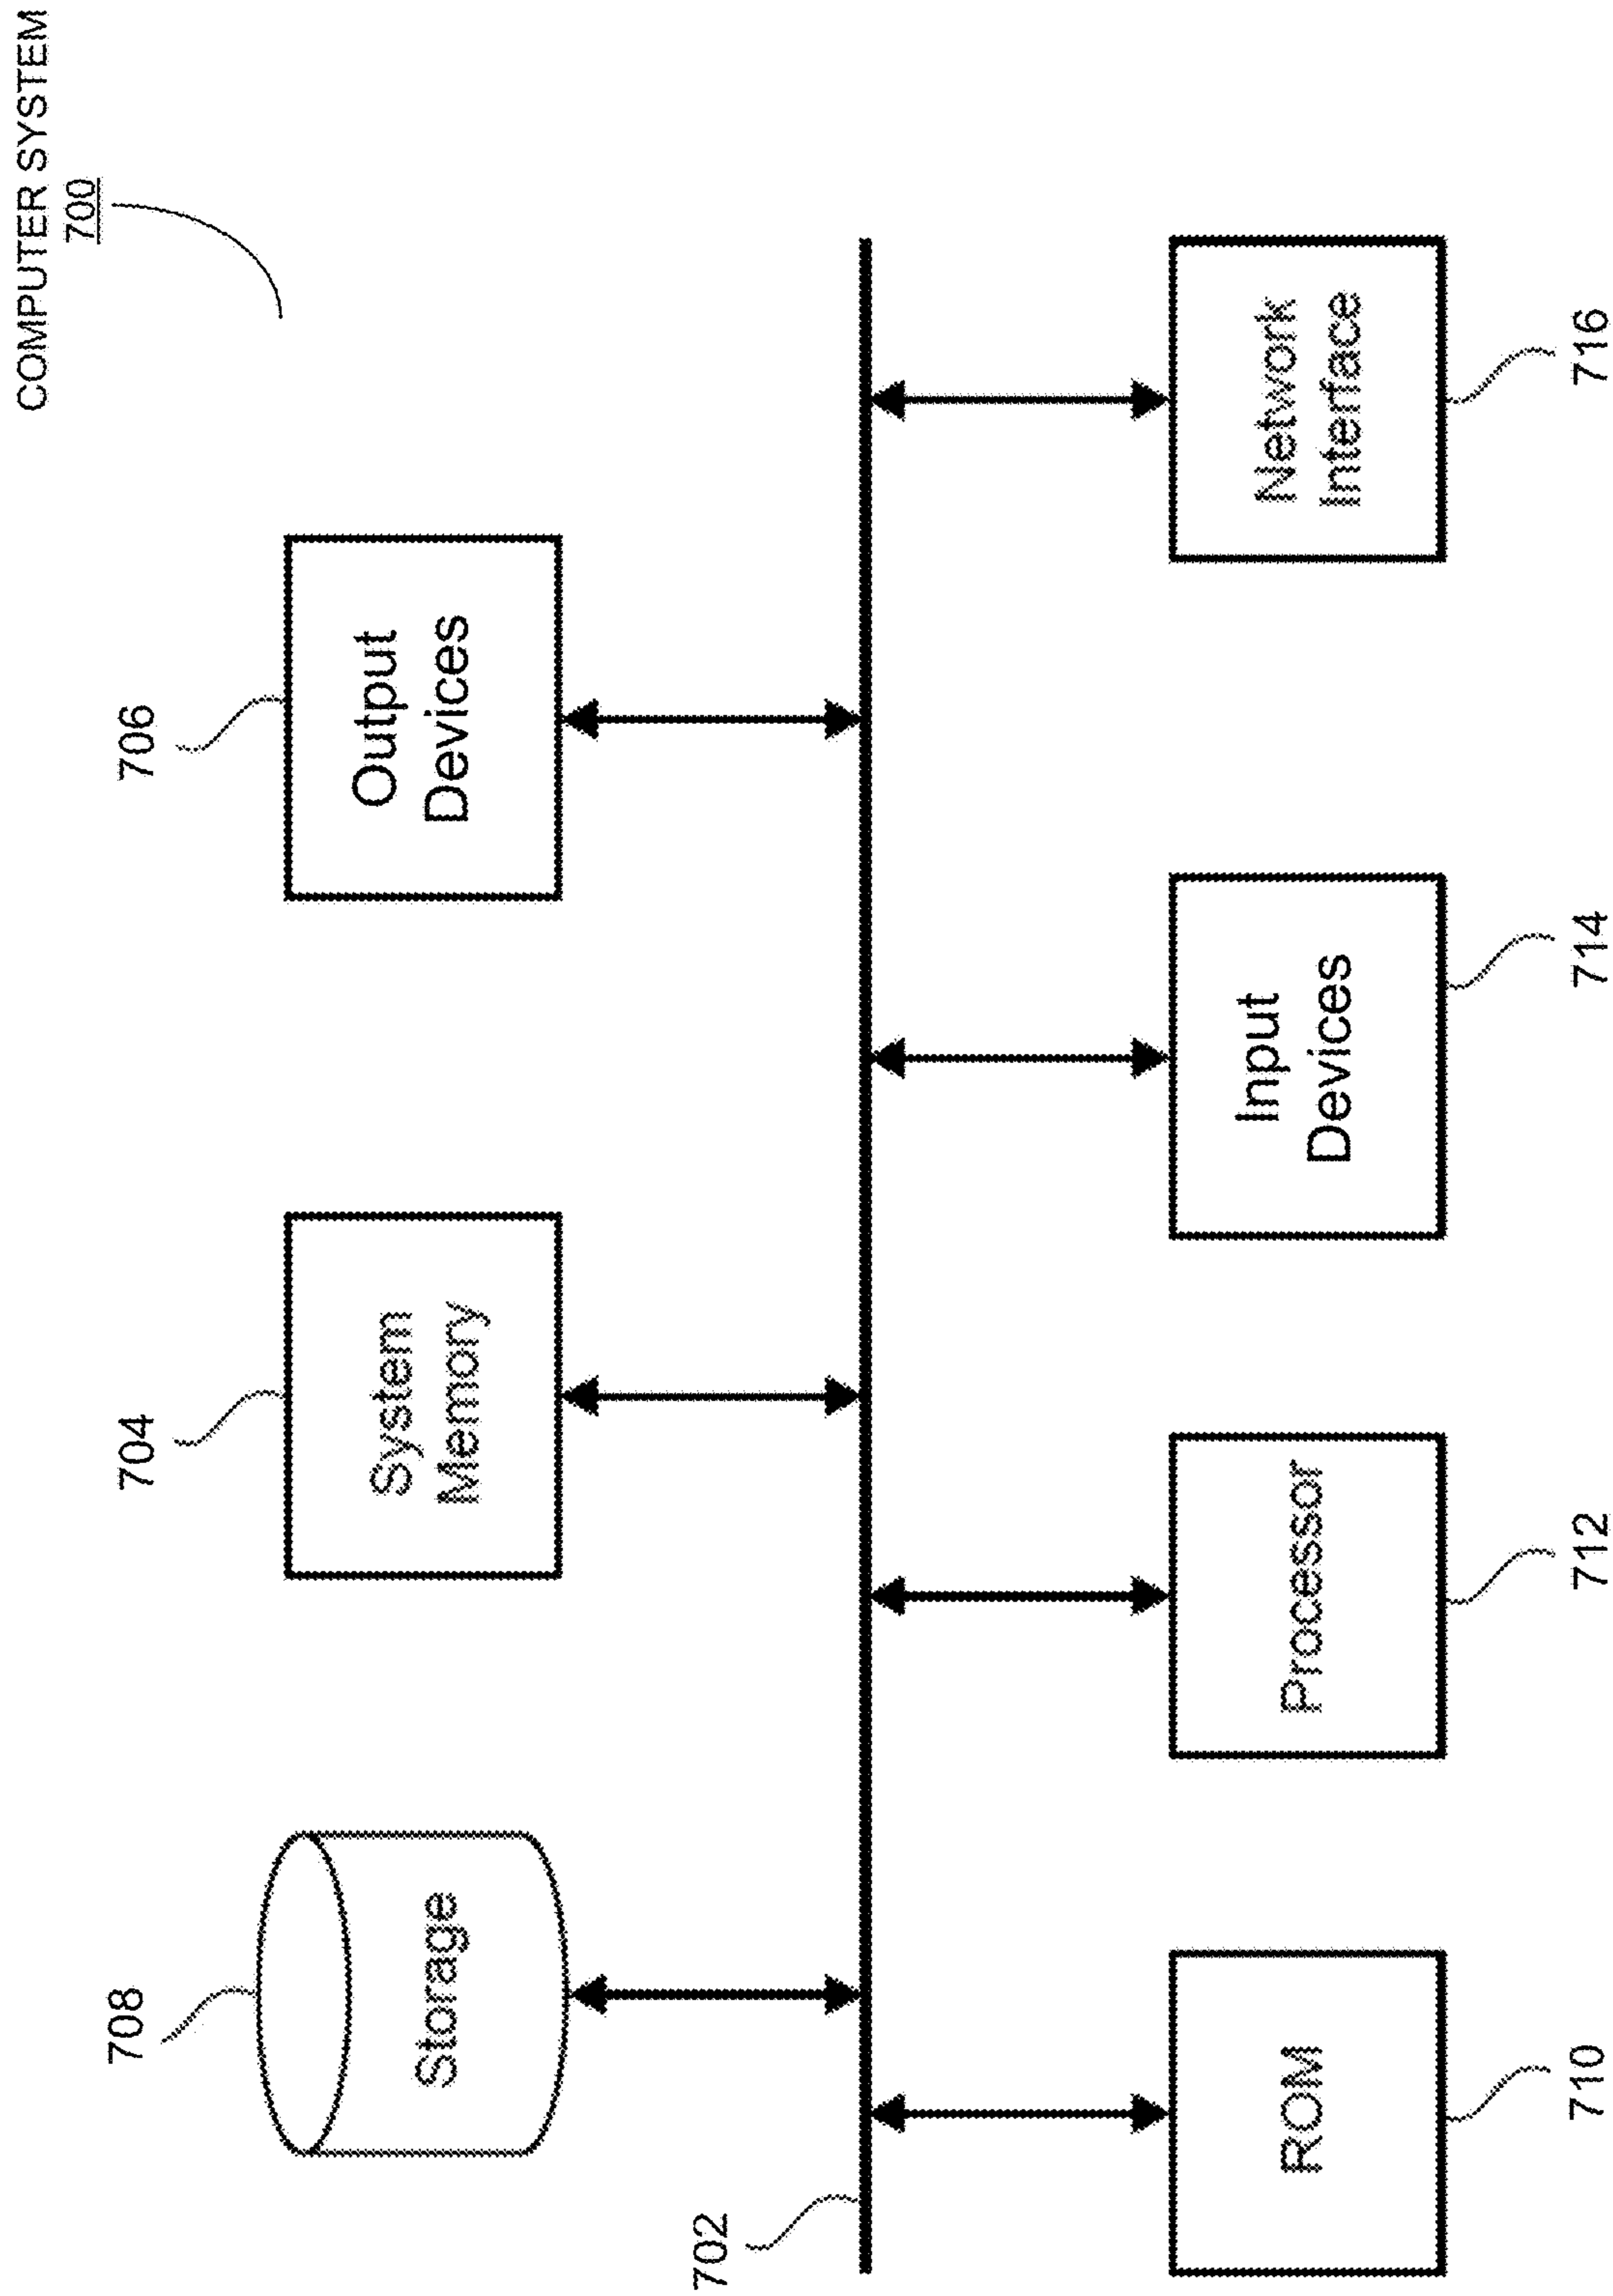 COMPUTER SYSTEM
700
708
Storage
704
System
Memory
706
Output
Devices
702
ROM
710
Processor
712
Input
Devices
714
Network
Interface
716